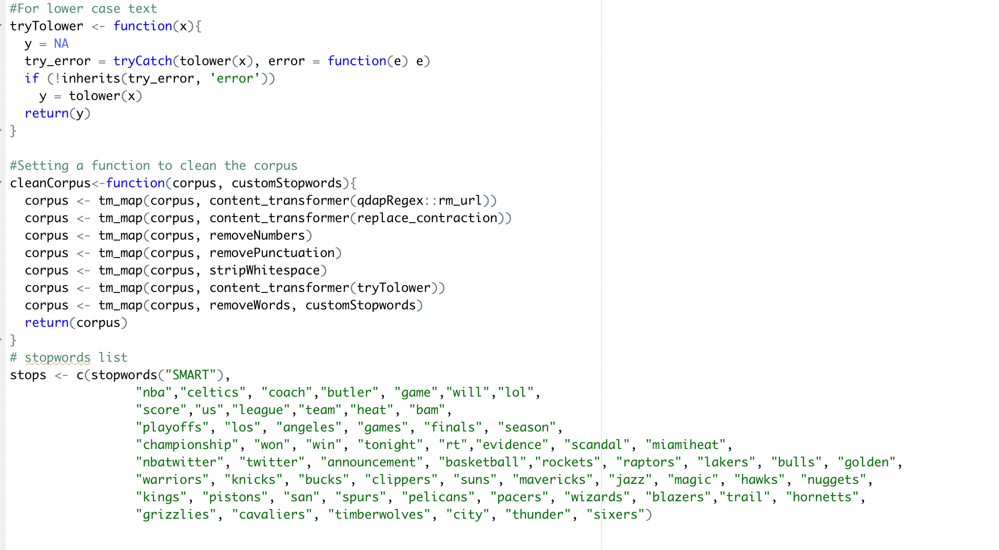 #For lower case text
tryTolower <- function(x){
  y = NA
  try_error = tryCatch(tolower(x), error = function(e) e)
  if (!inherits(try_error, 'error'))
    y = tolower(x)
  return(y)
}
#Setting a function to clean the corpus
cleanCorpus<-function(corpus, customStopwords){
  corpus <- tm_map(corpus, content_transformer(qdapRegex::rm_url))
  corpus <- tm_map(corpus, content_transformer(replace_contraction))
  corpus <- tm_map(corpus, removeNumbers)
  corpus <- tm_map(corpus, removePunctuation)
  corpus <- tm_map(corpus, stripWhitespace)
  corpus <- tm_map(corpus, content_transformer(tryTolower))
  corpus <- tm_map(corpus, removeWords, customStopwords)
  return(corpus)
}
# stopwords list
stops <- c(stopwords("SMART"),
                 "nba","celtics", "coach","butler", "game","will","lol",
                 "score","us","league","team","heat", "bam",
                 "playoffs", "los", "angeles", "games", "finals", "season",
                 "championship", "won", "win", "tonight", "rt","evidence", "scandal", "miamiheat",
                 "nbatwitter", "twitter", "announcement", "basketball","rockets", "raptors", "lakers", "bulls", "golden",
                 "warriors", "knicks", "bucks", "clippers", "suns", "mavericks", "jazz", "magic", "hawks", "nuggets",
                 "kings", "pistons", "san", "spurs", "pelicans", "pacers", "wizards", "blazers","trail", "hornetts",
                 "grizzlies", "cavaliers", "timberwolves", "city", "thunder", "sixers")